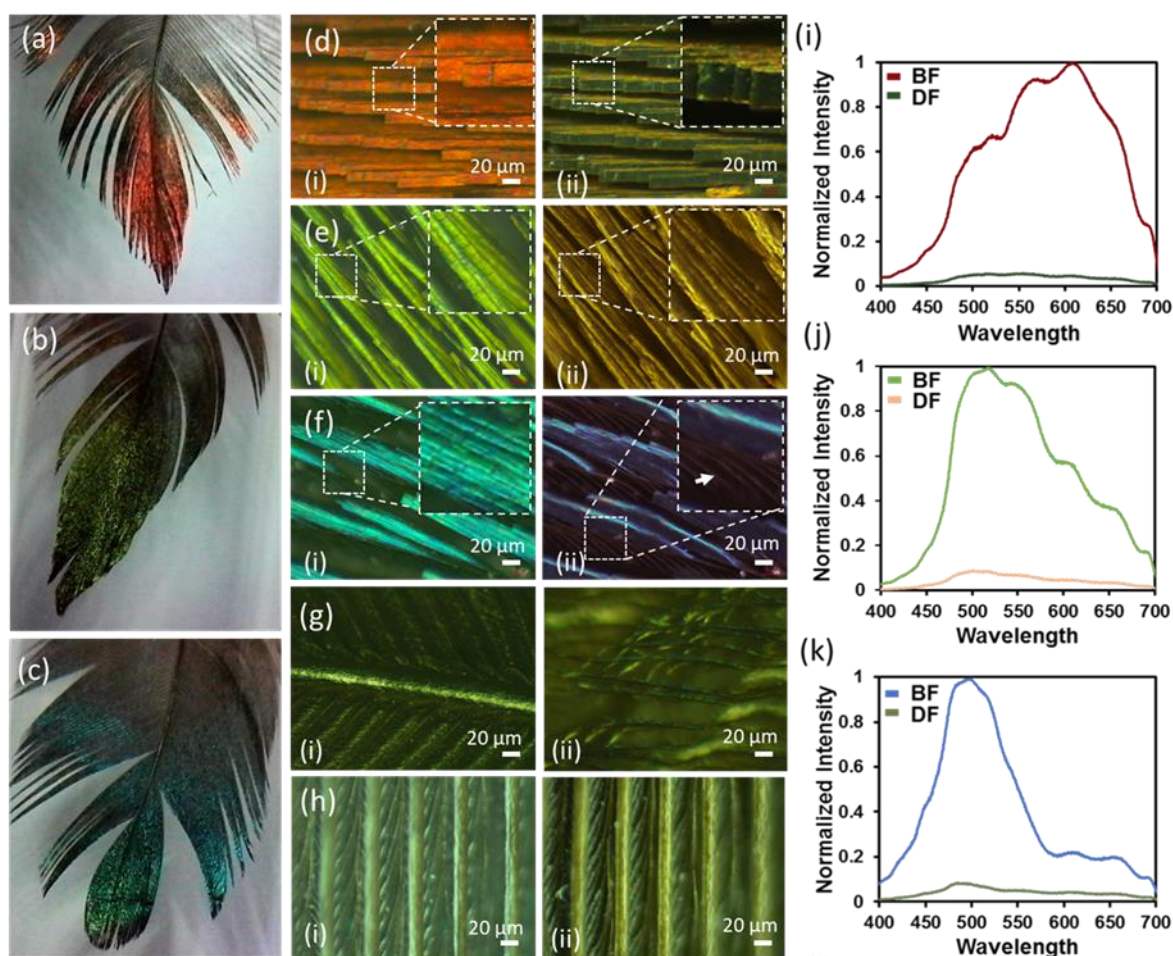 (a)
(b)
(c)
(d)
(i)
20 µm
(ii)
20 µm
(e)
(i)
20 µm
(ii)
20 µm
(f)
(i)
20 µm
(ii)
20 µm
(g)
(i)
20 µm
(ii)
20 µm
(h)
(i)
20 µm
(ii)
20 µm
(i)
BF
DF
Normalized Intensity
1
0.8
0.6
0.4
0.2
0
400 450 500 550 600 650 700
Wavelength
(j)
BF
DF
Normalized Intensity
1
0.8
0.6
0.4
0.2
0
400 450 500 550 600 650 700
Wavelength
(k)
BF
DF
Normalized Intensity
1
0.8
0.6
0.4
0.2
0
400 450 500 550 600 650 700
Wavelength